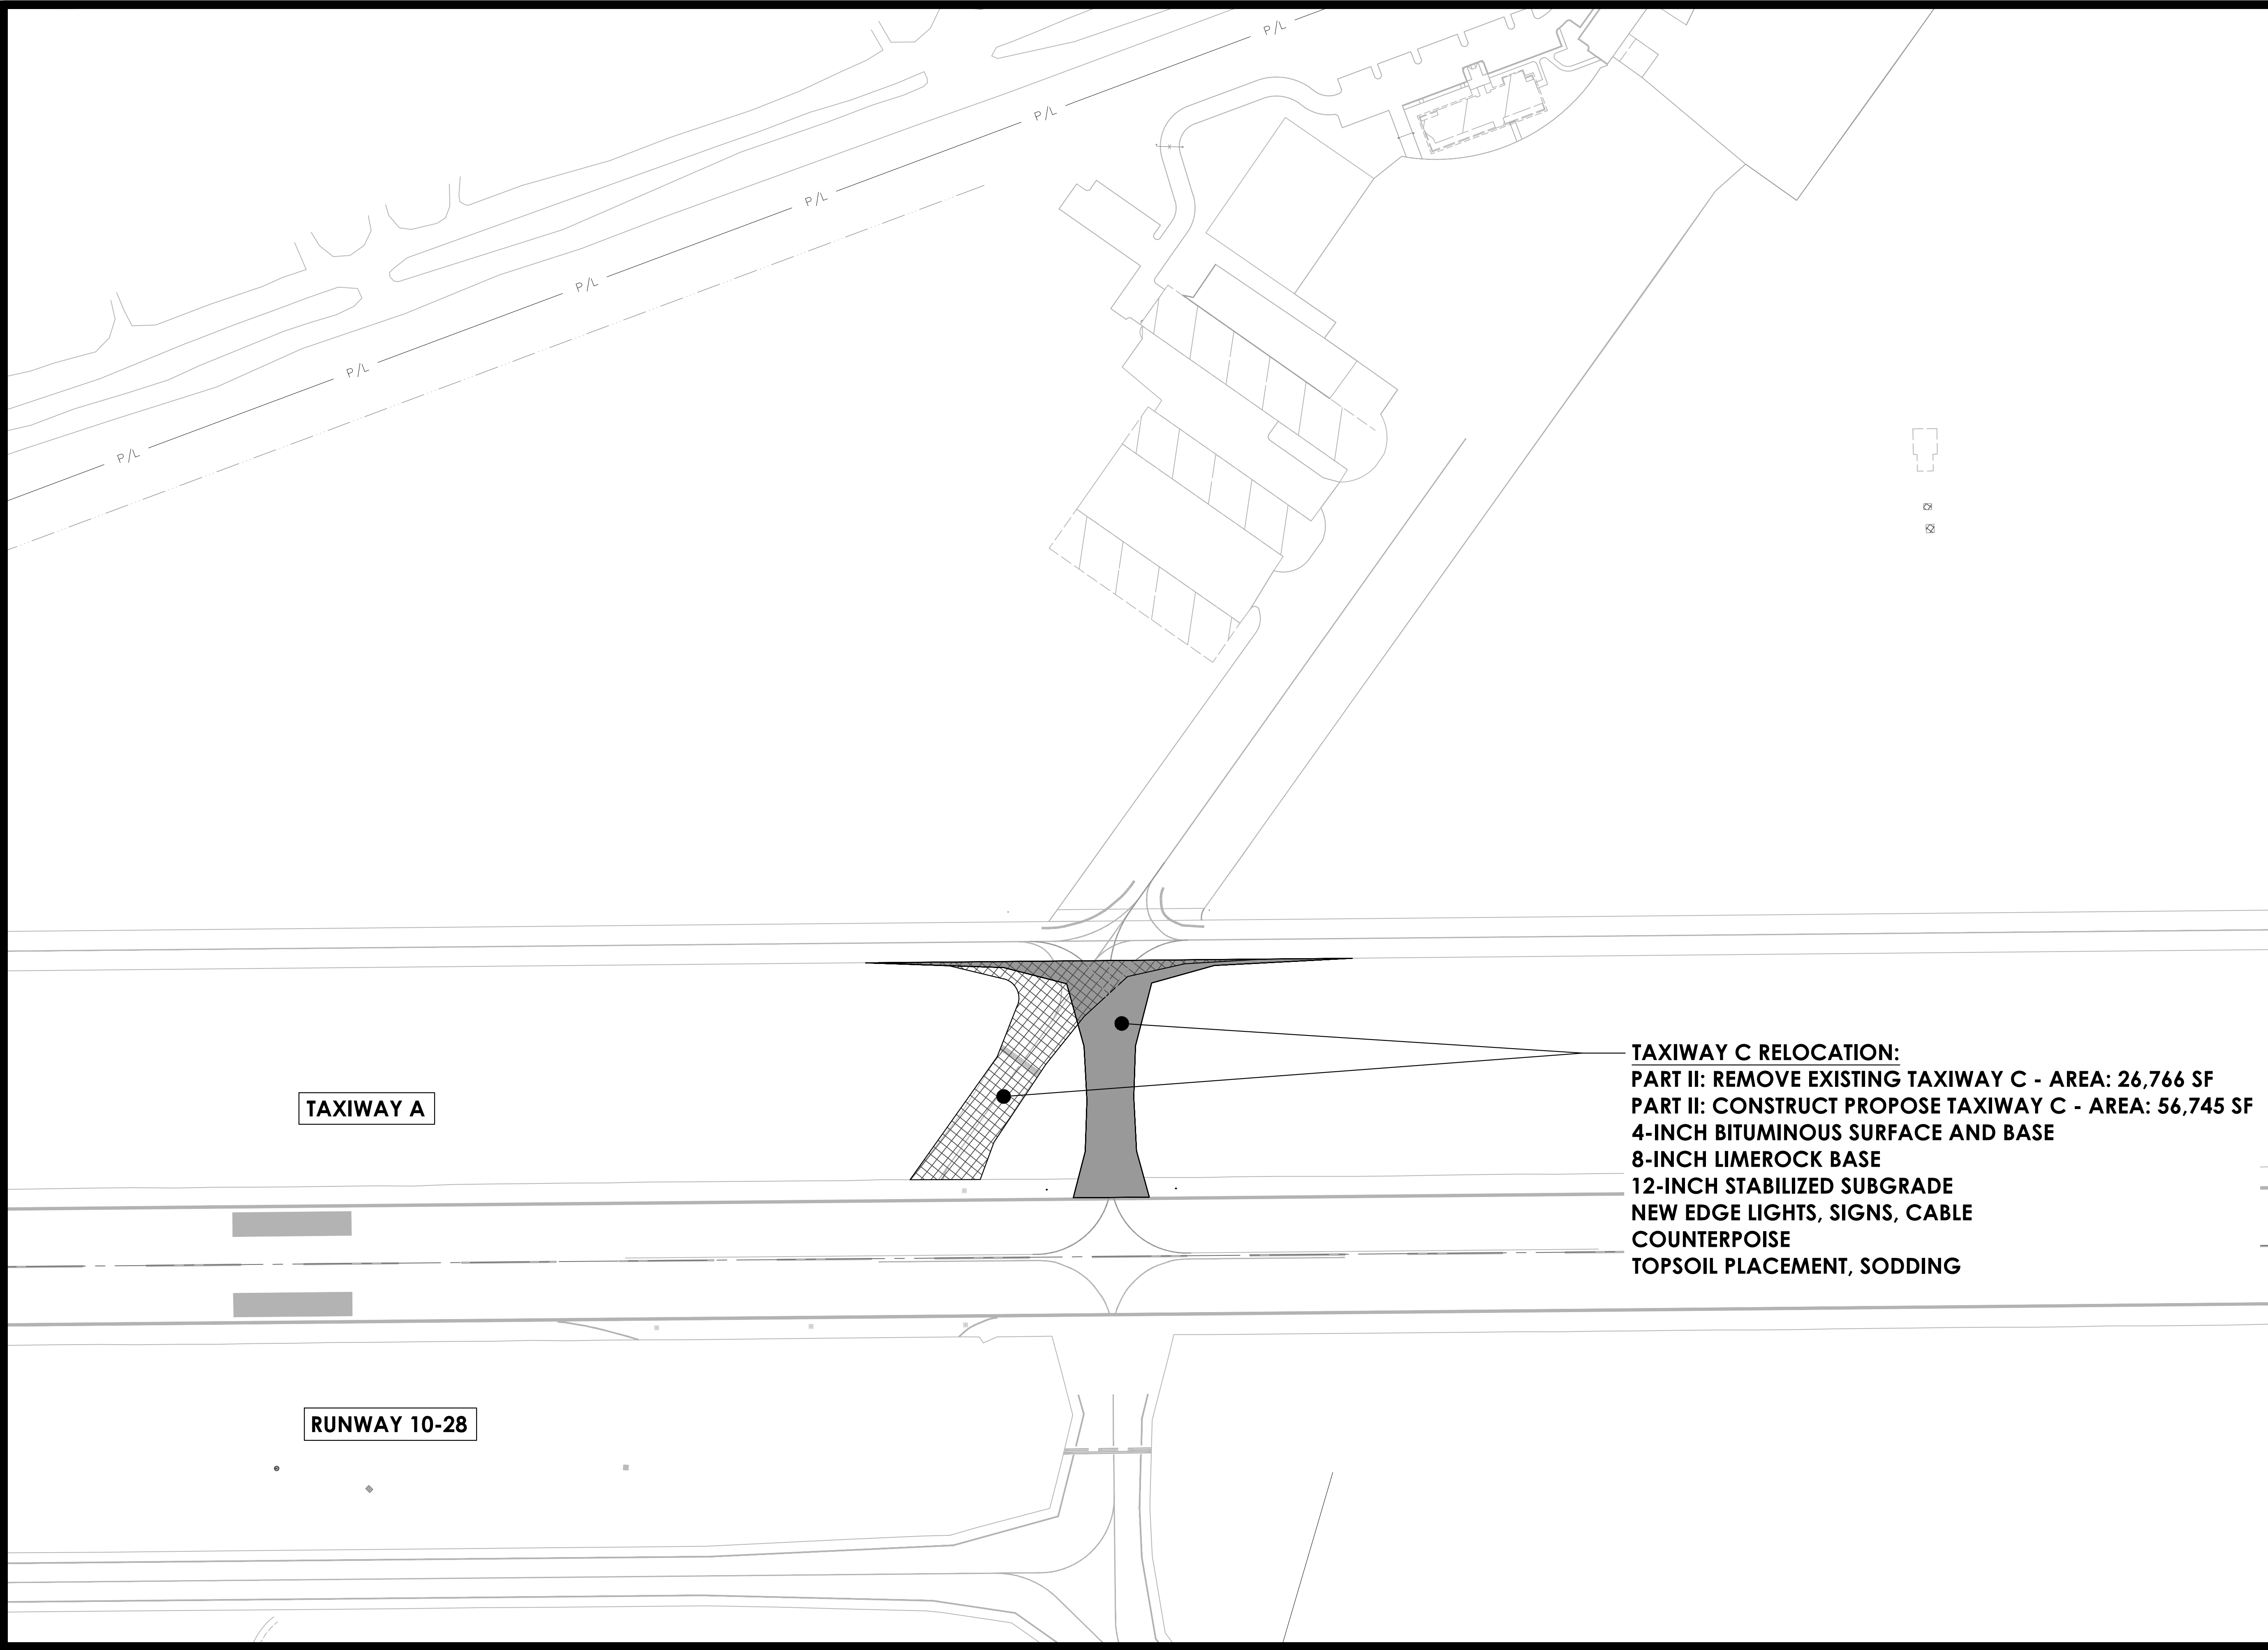 P/L
P/L
P/L
P/L
P/L
P/L
TAXIWAY A
TAXIWAY C RELOCATION:
PART II: REMOVE EXISTING TAXIWAY C - AREA: 26,766 SF
PART II: CONSTRUCT PROPOSE TAXIWAY C - AREA: 56,745 SF
4-INCH BITUMINOUS SURFACE AND BASE
8-INCH LIMEROCK BASE
12-INCH STABILIZED SUBGRADE
NEW EDGE LIGHTS, SIGNS, CABLE
COUNTERPOISE
TOPSOIL PLACEMENT, SODDING
RUNWAY 10-28